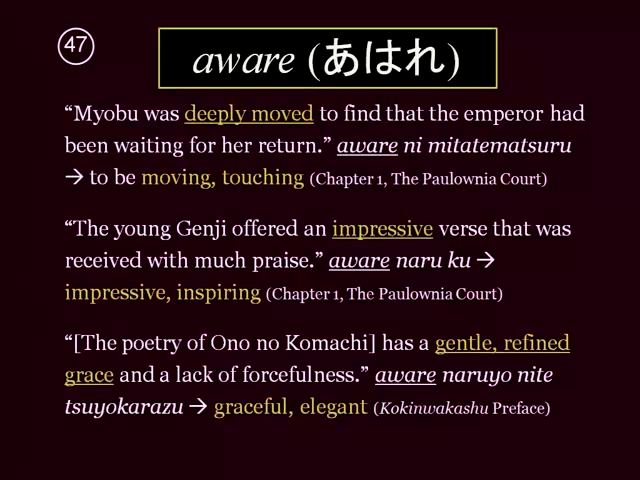 47
aware (あはれ)
“Myobu was deeply moved to find that the emperor had
been waiting for her return.” aware ni mitatematsuru
→ to be moving, touching (Chapter 1, The Paulownia Court)
“The young Genji offered an impressive verse that was
received with much praise.” aware naru ku →
impressive, inspiring (Chapter 1, The Paulownia Court)
“[The poetry of Ono no Komachi] has a gentle, refined
grace and a lack of forcefulness.” aware naruyo nite
tsuyokarazu → graceful, elegant (Kokinwakashu Preface)